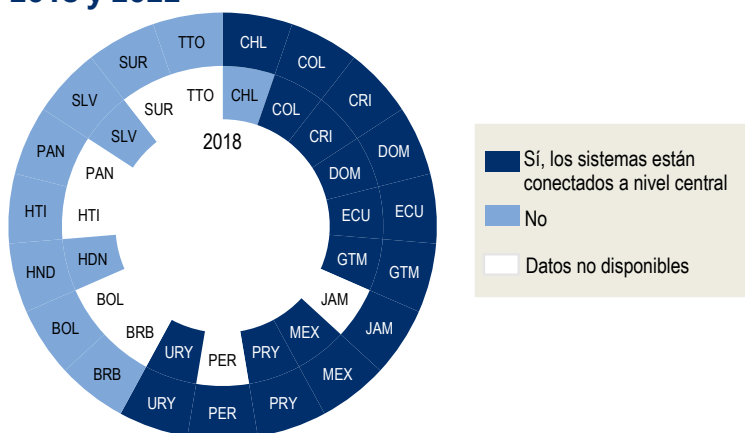 2018 y 2022
TTO
CHL
COL
CRI
DOM
ECU
GTM
JAM
MEX
PRY
PER
URY
BRB
BOL
HND
HTI
PAN
SLV
SUR
TTO
CHL
COL
CRI
DOM
ECU
GTM
JAM
MEX
PRY
PER
URY
BRB
BOL
HDN
HTI
PAN
SLV
SUR
2018
Sí, los sistemas están
conectados a nivel central
No
Datos no disponibles